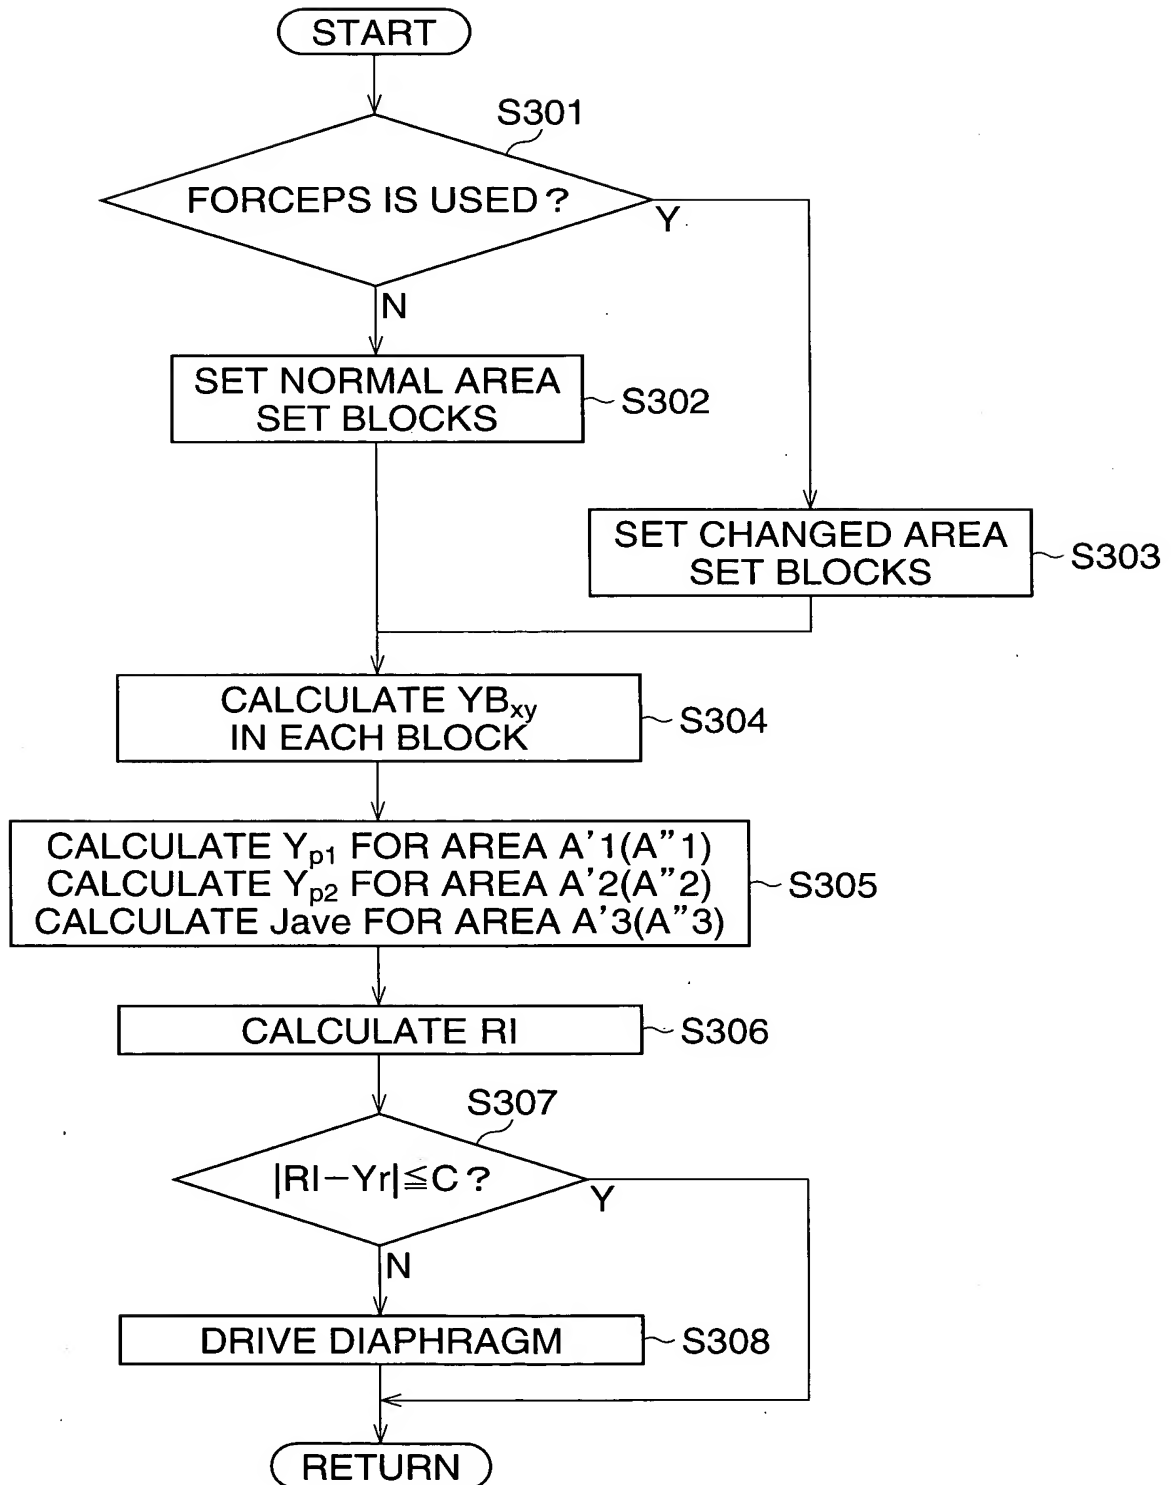 START
S301
FORCEPS IS USED?
Y
N
SET NORMAL AREA
SET BLOCKS
S302
SET CHANGED AREA
SET BLOCKS
S303
CALCULATE YBxy
IN EACH BLOCK
S304
CALCULATE Yp1 FOR AREA A'1(A"1)
CALCULATE Yp2 FOR AREA A'2(A"2)
CALCULATE Jave FOR AREA A'3(A"3)
S305
CALCULATE RI
S306
S307
|RI−Yr|≦C?
Y
N
DRIVE DIAPHRAGM
S308
RETURN